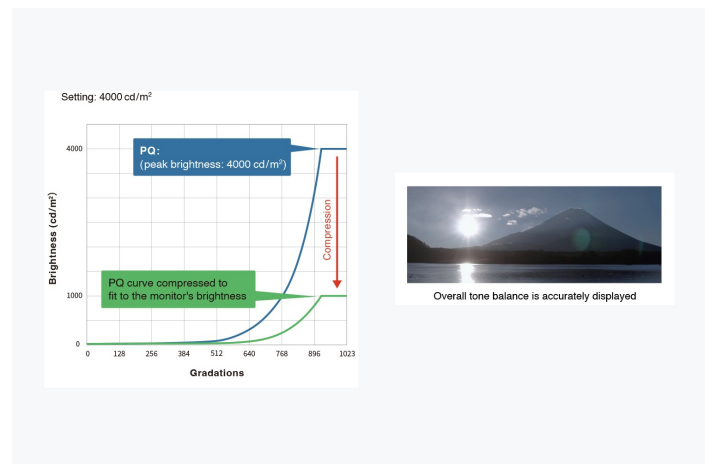 Setting: 4000 cd/m²
Brightness (cd/m²)
4000
1000
0
PQ:
(peak brightness: 4000 cd/m²)
Compression
PQ curve compressed to
fit to the monitor's brightness
0 128 256 384 512 640 768 896 1023
Gradations
Overall tone balance is accurately displayed